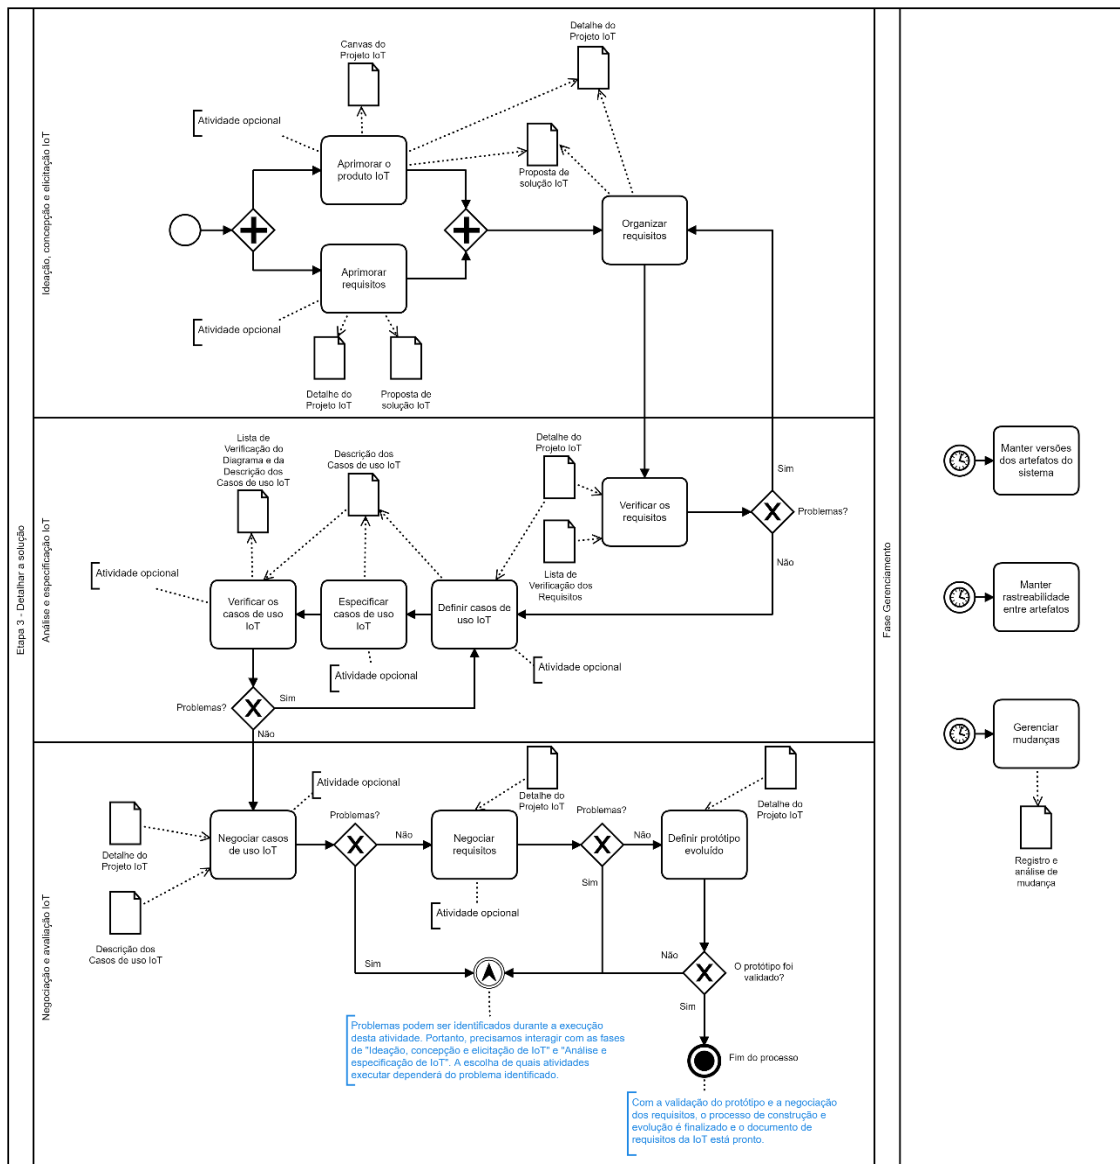 Etapa 3 - Detalhar a solução
Ideação, concepção e elicitação IoT
Canvas do
Projeto IoT
Detalhe do
Projeto IoT
Atividade opcional
Aprimorar o
produto IoT
Proposta de
solução IoT
Organizar
requisitos
Aprimorar
requisitos
Atividade opcional
Detalhe do
Projeto IoT
Proposta de
solução IoT
Análise e especificação IoT
Lista de
Verificação do
Diagrama e da
Descrição dos
Casos de uso IoT
Descrição dos
Casos de uso IoT
Detalhe do
Projeto IoT
Verificar os
requisitos
Sim
Problemas?
Não
Lista de
Verificação dos
Requisitos
Atividade opcional
Verificar os
casos de uso
IoT
Especificar
casos de uso
IoT
Definir casos de
uso IoT
Atividade opcional
Atividade opcional
Problemas?
Sim
Não
Negociação e avaliação IoT
Atividade opcional
Detalhe do
Projeto IoT
Descrição dos
Casos de uso IoT
Negociar casos
de uso IoT
Problemas?
Não
Sim
Detalhe do
Projeto IoT
Negociar
requisitos
Atividade opcional
Problemas?
Não
Sim
Detalhe do
Projeto IoT
Definir protótipo
evoluído
Não
O protótipo foi
validado?
Sim
Fim do processo
Problemas podem ser identificados durante a execução
desta atividade. Portanto, precisamos interagir com as fases
de "Ideação, concepção e elicitação de IoT" e "Análise e
especificação de IoT". A escolha de quais atividades
executar dependerá do problema identificado.
Com a validação do protótipo e a negociação
dos requisitos, o processo de construção e
evolução é finalizado e o documento de
requisitos da IoT está pronto.
Fase Gerenciamento
Manter versões
dos artefatos do
sistema
Manter
rastreabilidade
entre artefatos
Gerenciar
mudanças
Registro e
análise de
mudança